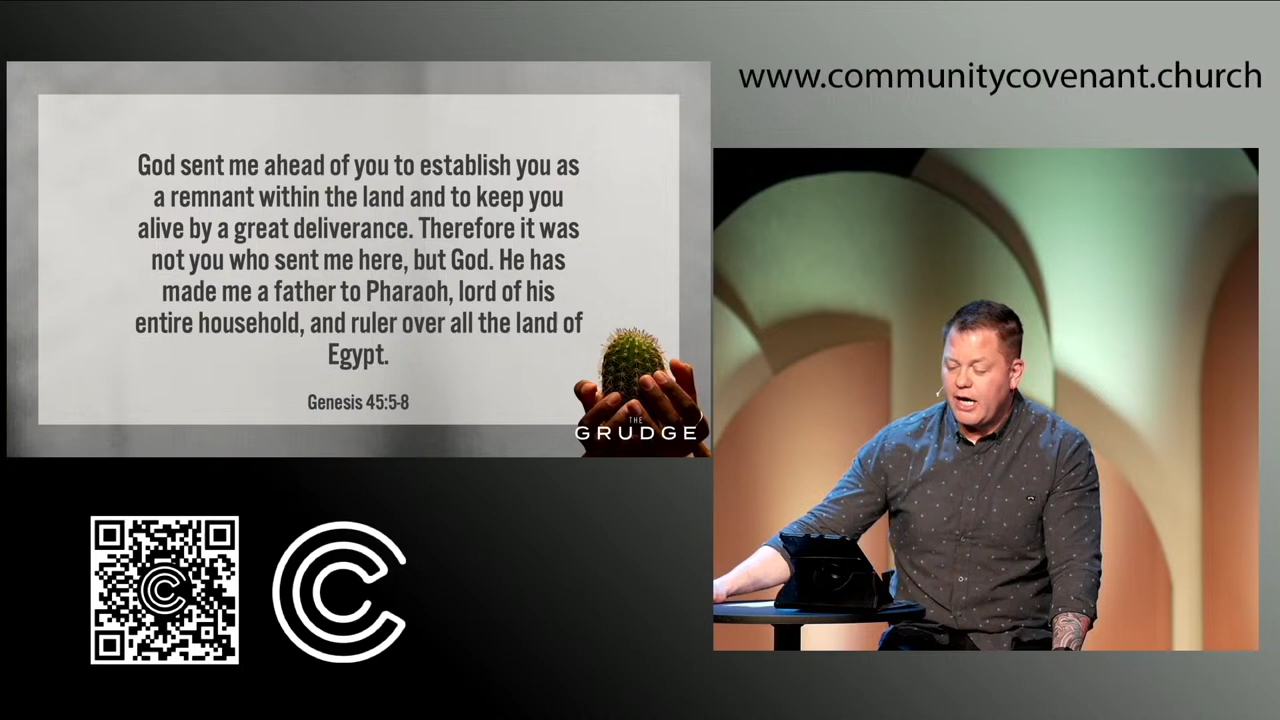 www.communitycovenant.church
God sent me ahead of you to establish you as
a remnant within the land and to keep you
alive by a great deliverance. Therefore it was
not you who sent me here, but God. He has
made me a father to Pharaoh, lord of his
entire household, and ruler over all the land of
Egypt.
Genesis 45:5-8
THE
GRUDGE